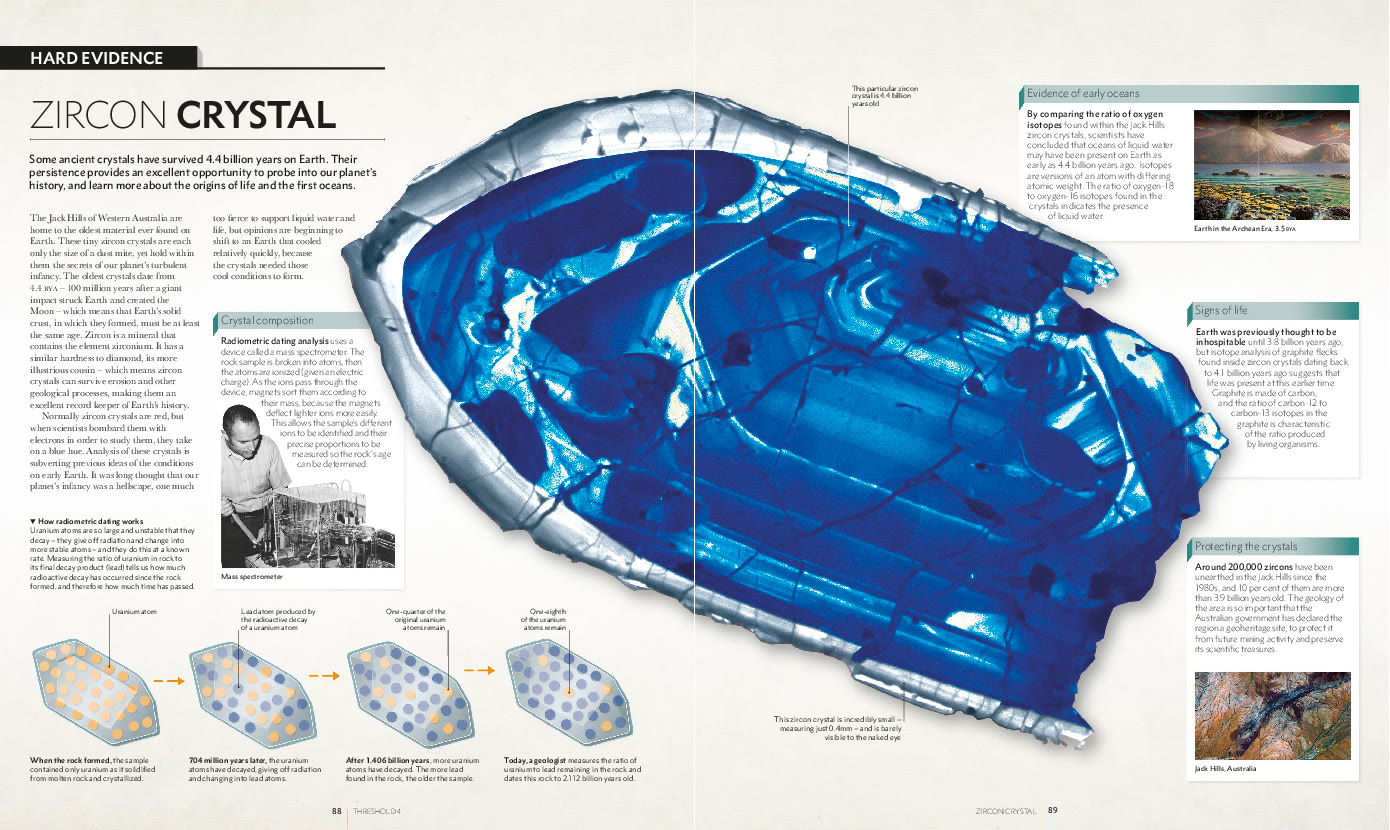 HARD EVIDENCE
ZIRCON CRYSTAL
Some ancient crystals have survived 4.4 billion years on Earth. Their
persistence provides an excellent opportunity to probe into our planet's
history, and learn more about the origins of life and the first oceans.
The Jack Hills of Western Australia are
home to the oldest material ever found on
Earth. These tiny zircon crystals are each
only the size of a dust mite, yet hold within
them the secrets of our planet's turbulent
infancy. The oldest crystals date from
4.4 BYA – 100 million years after a giant
impact struck Earth and created the
Moon – which means that Earth's solid
crust, in which they formed, must be at least
the same age. Zircon is a mineral that
contains the element zirconium. It has a
similar hardness to diamond, its more
illustrious cousin – which means zircon
crystals can survive erosion and other
geological processes, making them an
excellent record keeper of Earth's history.
Normally zircon crystals are red, but
when scientists bombard them with
electrons in order to study them, they take
on a blue hue. Analysis of these crystals is
subverting previous ideas of the conditions
on early Earth. It was long thought that our
planet's infancy was a hellscape, one much
too fierce to support liquid water and
life, but opinions are beginning to
shift to an Earth that cooled
relatively quickly, because
the crystals needed those
cool conditions to form.
Crystal composition
Radiometric dating analysis uses a
device called a mass spectrometer. The
rock sample is broken into atoms, then
the atoms are ionized (given an electric
charge). As the ions pass through the
device, magnets sort them according to
their mass, because the magnets
deflect lighter ions more easily.
This allows the sample's different
ions to be identified and their
precise proportions to be
measured so the rock's age
can be determined.
Mass spectrometer
▼ How radiometric dating works
Uranium atoms are so large and unstable that they
decay – they give off radiation and change into
more stable atoms – and they do this at a known
rate. Measuring the ratio of uranium in rock to
its final decay product (lead) tells us how much
radioactive decay has occurred since the rock
formed, and therefore how much time has passed.
Uranium atom
Lead atom produced by
the radioactive decay
of a uranium atom
One-quarter of the
original uranium
atoms remain
One-eighth
of the uranium
atoms remain
When the rock formed, the sample
contained only uranium as it solidified
from molten rock and crystallized.
704 million years later, the uranium
atoms have decayed, giving off radiation
and changing into lead atoms.
After 1.406 billion years, more uranium
atoms have decayed. The more lead
found in the rock, the older the sample.
Today, a geologist measures the ratio of
uranium to lead remaining in the rock and
dates this rock to 2.112 billion years old.
88 THRESHOLD 4
This particular zircon
crystal is 4.4 billion
years old
This zircon crystal is incredibly small –
measuring just 0.4mm – and is barely
visible to the naked eye
Evidence of early oceans
By comparing the ratio of oxygen
isotopes found within the Jack Hills
zircon crystals, scientists have
concluded that oceans of liquid water
may have been present on Earth as
early as 4.4 billion years ago. Isotopes
are versions of an atom with differing
atomic weight. The ratio of oxygen-18
to oxygen-16 isotopes found in the
crystals indicates the presence
of liquid water.
Earth in the Archean Era, 3.5 BYA
Signs of life
Earth was previously thought to be
inhospitable until 3.8 billion years ago,
but isotope analysis of graphite flecks
found inside zircon crystals dating back
to 4.1 billion years ago suggests that
life was present at this earlier time.
Graphite is made of carbon,
and the ratio of carbon-12 to
carbon-13 isotopes in the
graphite is characteristic
of the ratio produced
by living organisms.
Protecting the crystals
Around 200,000 zircons have been
unearthed in the Jack Hills since the
1980s, and 10 per cent of them are more
than 3.9 billion years old. The geology of
the area is so important that the
Australian government has declared the
region a geoheritage site, to protect it
from future mining activity and preserve
its scientific treasures.
Jack Hills, Australia
ZIRCON CRYSTAL 89